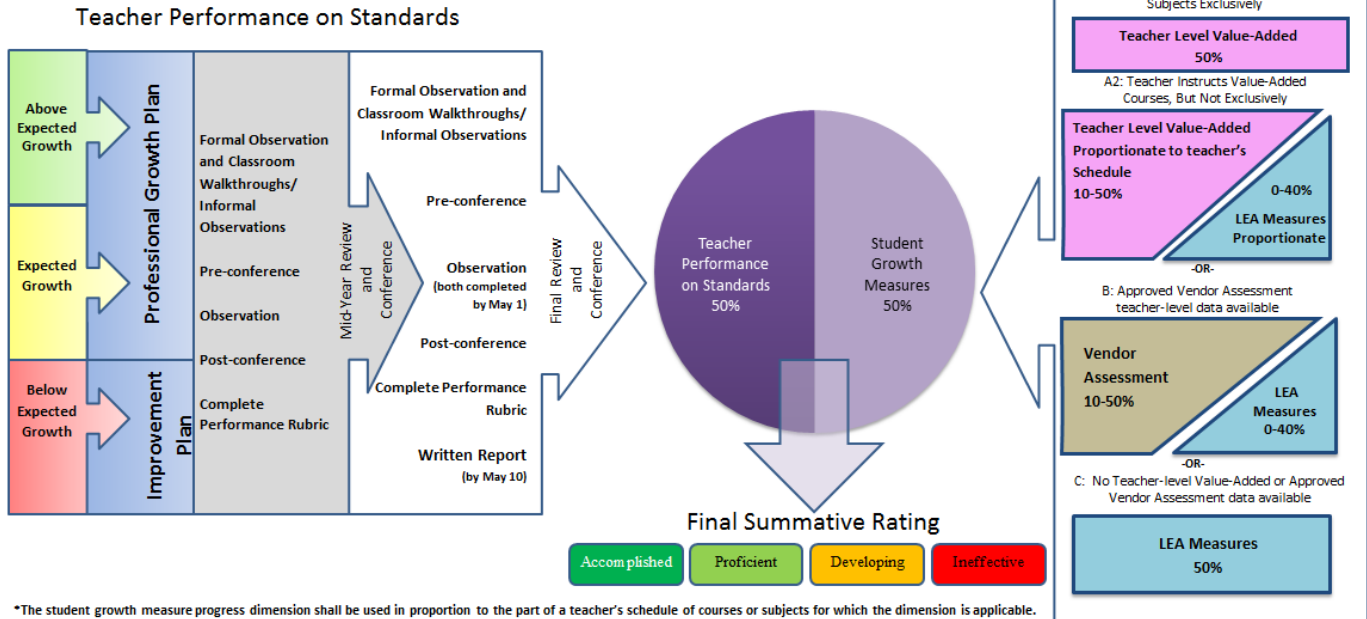 Teacher Performance on Standards
Above
Expected
Growth
Expected
Growth
Below
Expected
Growth
Professional Growth Plan
Improvement
Plan
Formal Observation
and Classroom
Walkthroughs/
Informal
Observations
Pre-conference
Observation
Post-conference
Complete
Performance Rubric
Mid-Year Review
and
Conference
Formal Observation and
Classroom Walkthroughs/
Informal Observations
Pre-conference
Observation
(both completed
by May 1)
Post-conference
Complete Performance
Rubric
Written Report
(by May 10)
Final Review
and
Conference
Teacher
Performance
on Standards
50%
Student
Growth
Measures
50%
Final Summative Rating
Accomplished
Proficient
Developing
Ineffective
Subjects Exclusively
Teacher Level Value-Added
50%
A2: Teacher Instructs Value-Added
Courses, But Not Exclusively
Teacher Level Value-Added
Proportionate to teacher's
Schedule
10-50%
0-40%
LEA Measures
Proportionate
-OR-
B: Approved Vendor Assessment
teacher-level data available
Vendor
Assessment
10-50%
LEA
Measures
0-40%
-OR-
C: No Teacher-level Value-Added or Approved
Vendor Assessment data available
LEA Measures
50%
*The student growth measure progress dimension shall be used in proportion to the part of a teacher's schedule of courses or subjects for which the dimension is applicable.